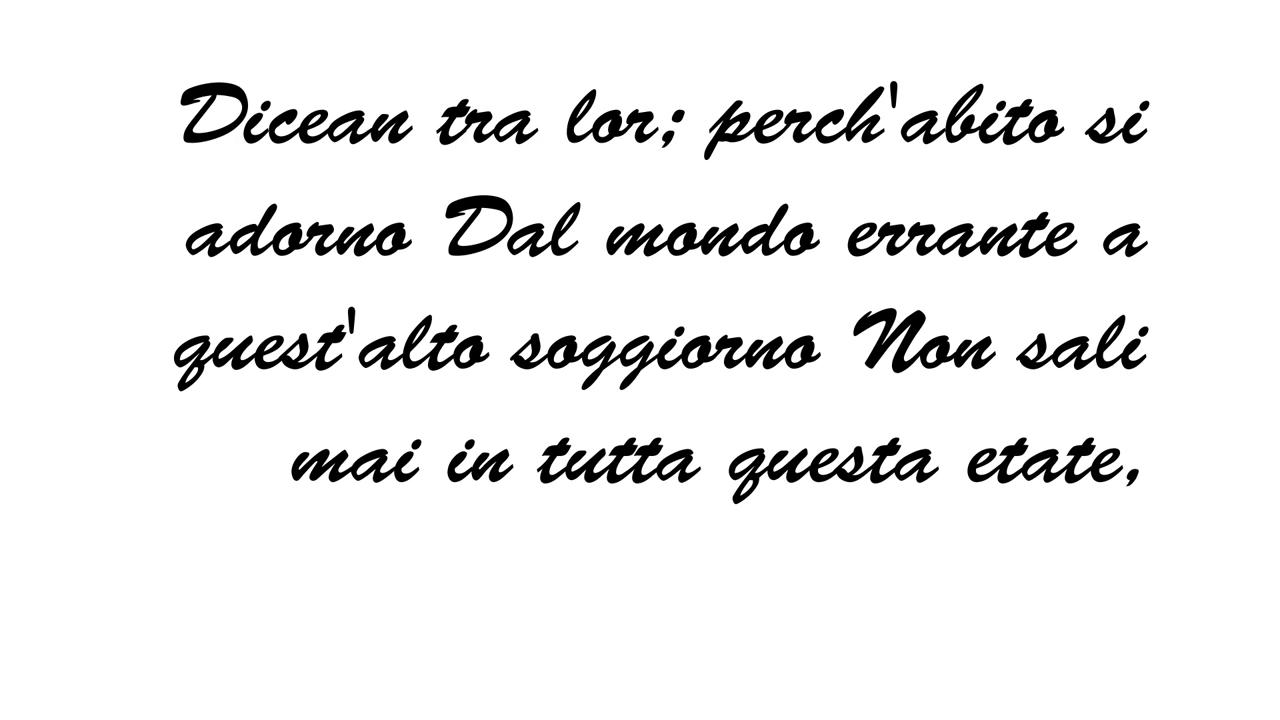 Dicean tra lor; perch'abito si
adorno Dal mondo errante a
quest'alto soggiorno Non sali
mai in tutta questa etate,